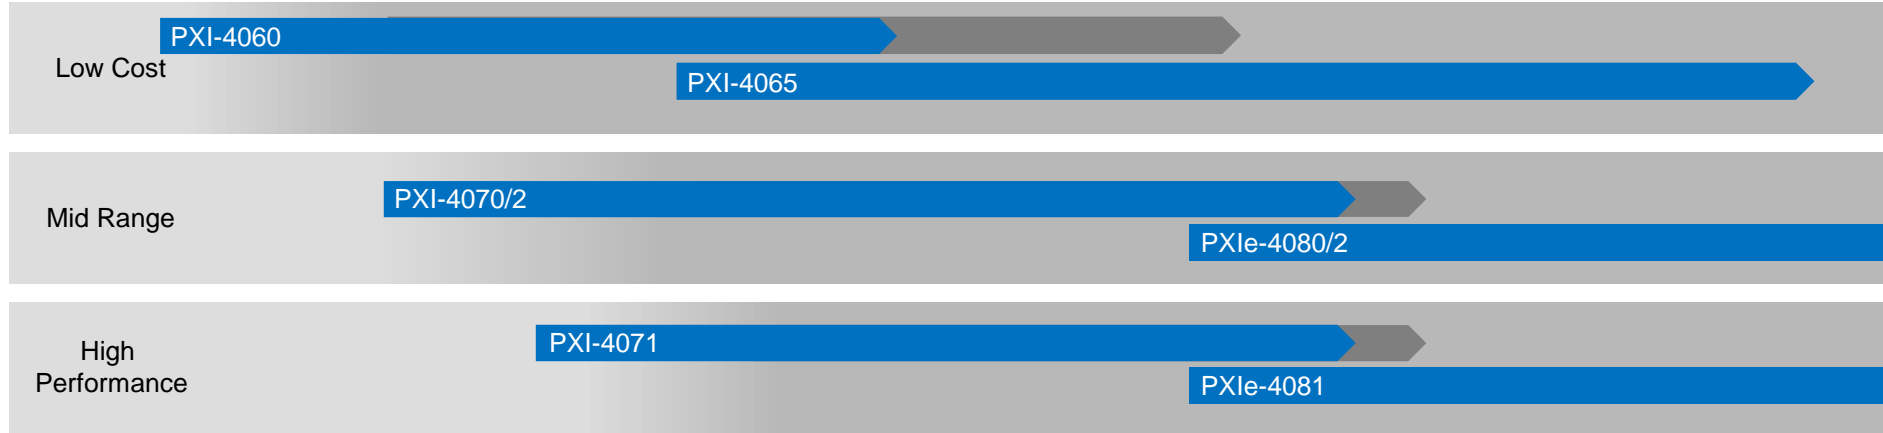 PXI-4060
Low Cost
PXI-4065
PXI-4070/2
Mid Range
PXIe-4080/2
PXI-4071
High
Performance
PXIe-4081